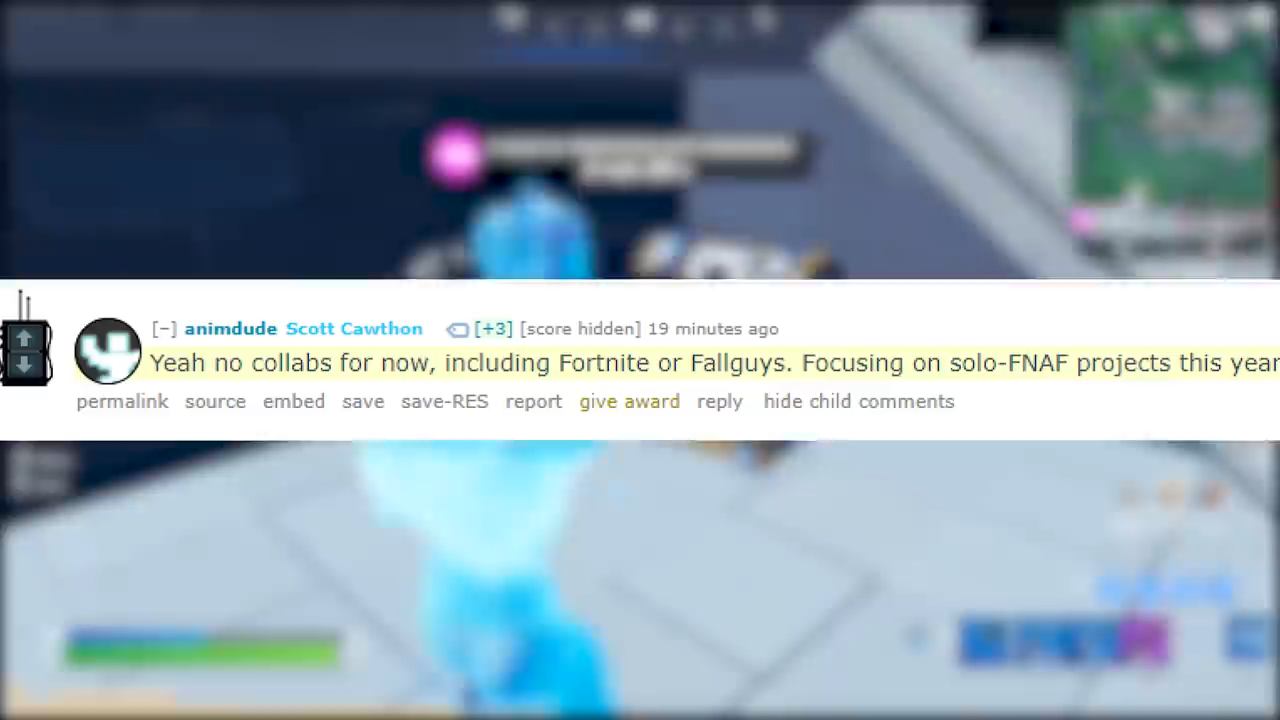 [−] animdude Scott Cawthon [+3] [score hidden] 19 minutes ago
Yeah no collabs for now, including Fortnite or Fallguys. Focusing on solo-FNAF projects this year
permalink source embed save save-RES report give award reply hide child comments